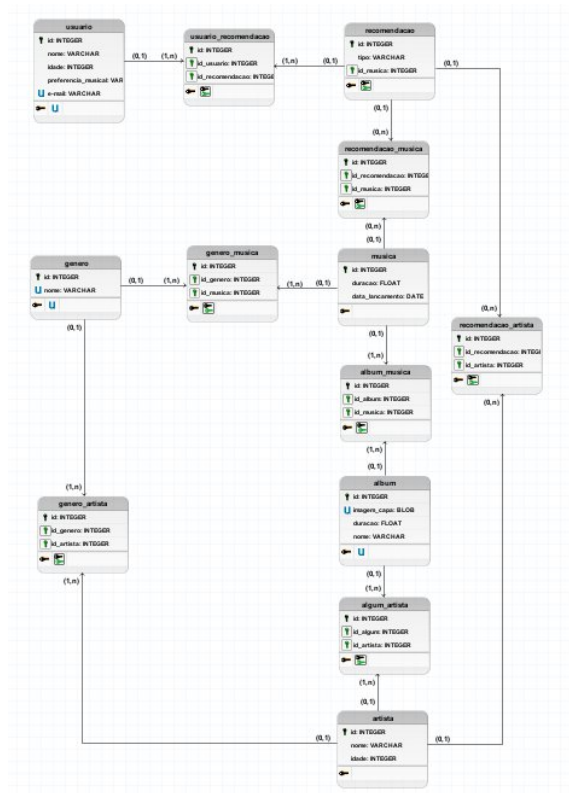 usuario
id: INTEGER
nome: VARCHAR
idade: INTEGER
preferencia_musical: VAR
U e-mail: VARCHAR
U
(0,1)
(1,n)
usuario_recomendacao
id: INTEGER
id_usuario: INTEGER
id_recomendacao: INTEGE
(1,n)
(0,1)
recomendacao
id: INTEGER
tipo: VARCHAR
id_musica: INTEGER
(0,1)
(0,1)
(0,n)
recomendacao_musica
id: INTEGER
id_recomendacao: INTEGE
id_musica: INTEGER
(0,n)
(0,1)
genero
id: INTEGER
U nome: VARCHAR
U
(0,1)
(1,n)
genero_musica
id: INTEGER
id_genero: INTEGER
id_musica: INTEGER
(1,n)
(0,1)
musica
id: INTEGER
duracao: FLOAT
data_lancamento: DATE
(0,n)
recomendacao_artista
id: INTEGER
id_recomendacao: INTEGE
id_artista: INTEGER
(0,n)
(0,1)
(0,1)
(1,n)
album_musica
id: INTEGER
id_album: INTEGER
id_musica: INTEGER
(1,n)
(0,1)
album
id: INTEGER
U imagem_capa: BLOB
duracao: FLOAT
nome: VARCHAR
U
(1,n)
genero_artista
id: INTEGER
id_genero: INTEGER
id_artista: INTEGER
(1,n)
(0,1)
(1,n)
algum_artista
id: INTEGER
id_algum: INTEGER
id_artista: INTEGER
(1,n)
(0,1)
(0,1)
artista
id: INTEGER
nome: VARCHAR
idade: INTEGER
(0,1)